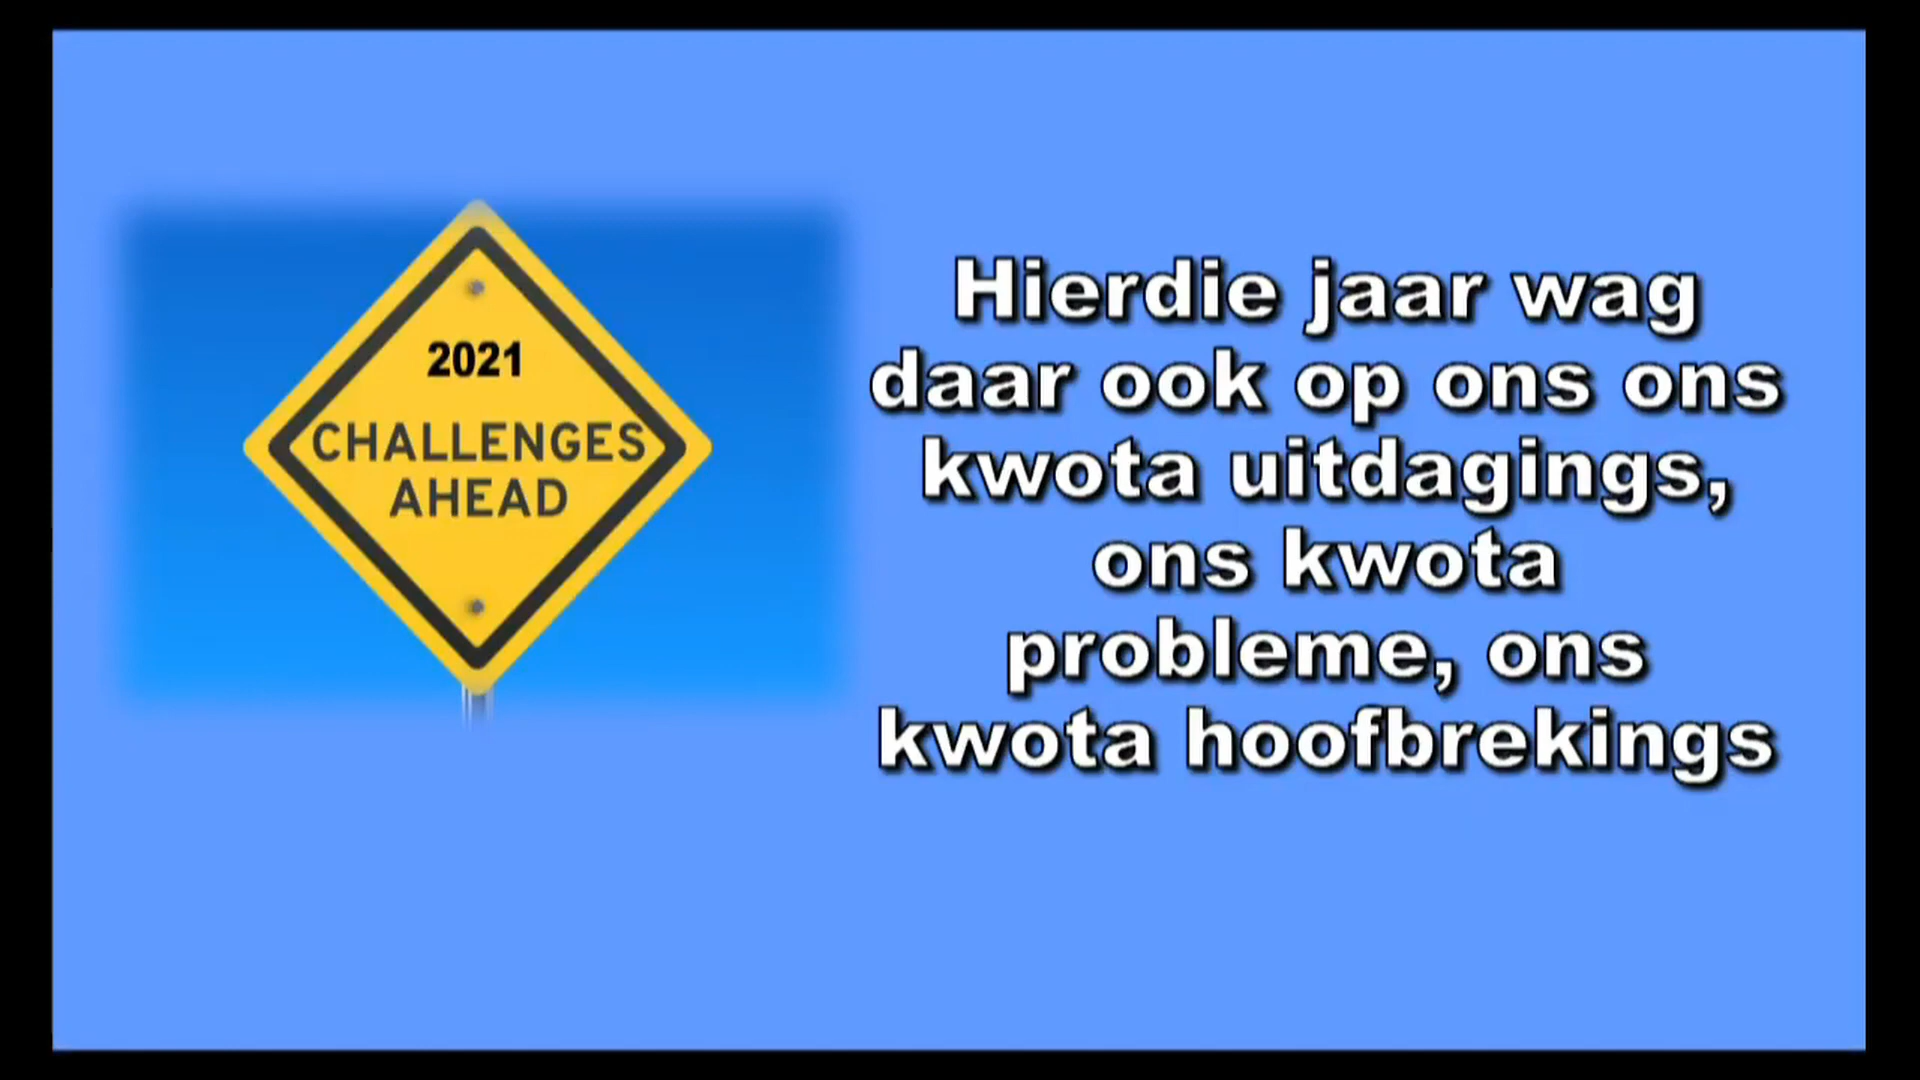 2021
CHALLENGES
AHEAD
Hierdie jaar wag
daar ook op ons ons
kwota uitdagings,
ons kwota
probleme, ons
kwota hoofbrekings